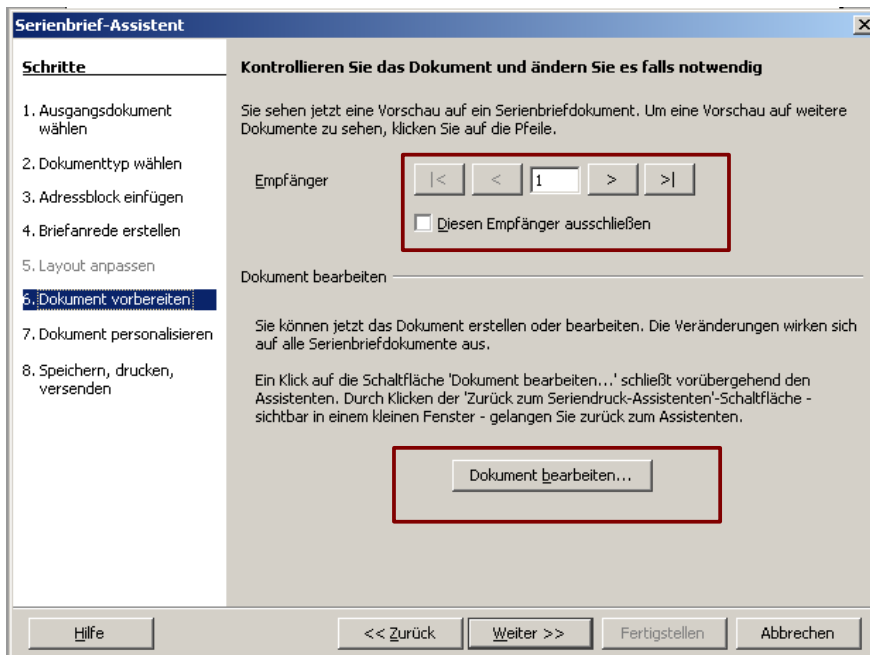 Serienbrief-Assistent
Schritte
1. Ausgangsdokument
wählen
2. Dokumenttyp wählen
3. Adressblock einfügen
4. Briefanrede erstellen
5. Layout anpassen
6. Dokument vorbereiten
7. Dokument personalisieren
8. Speichern, drucken,
versenden
Kontrollieren Sie das Dokument und ändern Sie es falls notwendig
Sie sehen jetzt eine Vorschau auf ein Serienbriefdokument. Um eine Vorschau auf weitere
Dokumente zu sehen, klicken Sie auf die Pfeile.
Empfänger |< < 1 > >|
Diesen Empfänger ausschließen
Dokument bearbeiten
Sie können jetzt das Dokument erstellen oder bearbeiten. Die Veränderungen wirken sich
auf alle Serienbriefdokumente aus.
Ein Klick auf die Schaltfläche 'Dokument bearbeiten...' schließt vorübergehend den
Assistenten. Durch Klicken der 'Zurück zum Seriendruck-Assistenten'-Schaltfläche -
sichtbar in einem kleinen Fenster - gelangen Sie zurück zum Assistenten.
Dokument bearbeiten...
Hilfe << Zurück Weiter >> Fertigstellen Abbrechen